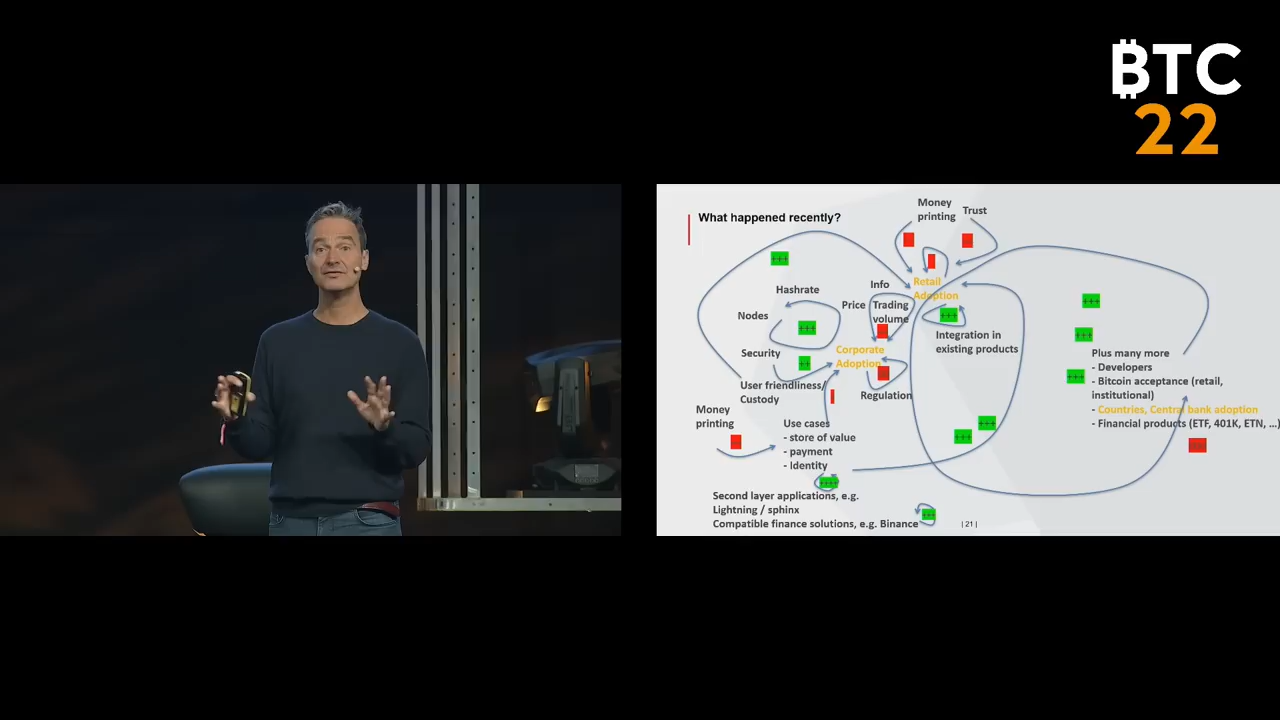 ₿TC
22
What happened recently?
Money
printing
Trust
+++
Retail
Adoption
Info
Hashrate
Price
Trading
volume
Nodes
+++
+++
+++
+++
Integration in
existing products
Security
++
Corporate
Adoption
Plus many more
- Developers
+++
- Bitcoin acceptance (retail,
institutional)
User friendliness/
Custody
Regulation
- Countries, Central bank adoption
- Financial products (ETF, 401K, ETN, ...)
Money
printing
Use cases
- store of value
- payment
- Identity
+++
+++
++++
Second layer applications, e.g.
Lightning / sphinx
Compatible finance solutions, e.g. Binance
+++
| 21 |